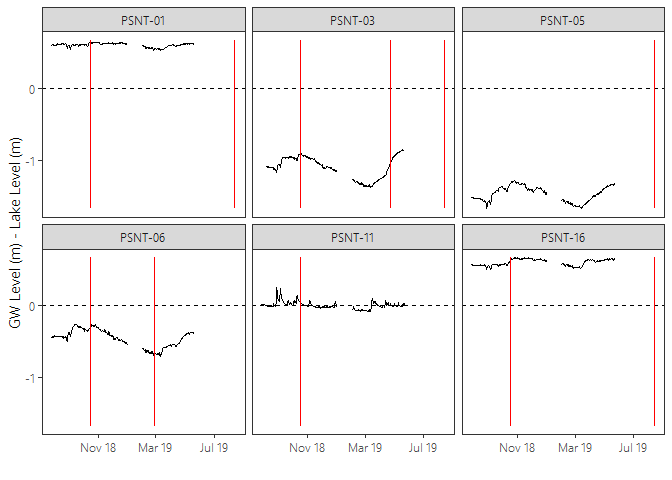 PSNT-01 PSNT-03 PSNT-05
0
-1
GW Level (m) - Lake Level (m)
PSNT-06 PSNT-11 PSNT-16
0
-1
Nov 18 Mar 19 Jul 19 Nov 18 Mar 19 Jul 19 Nov 18 Mar 19 Jul 19